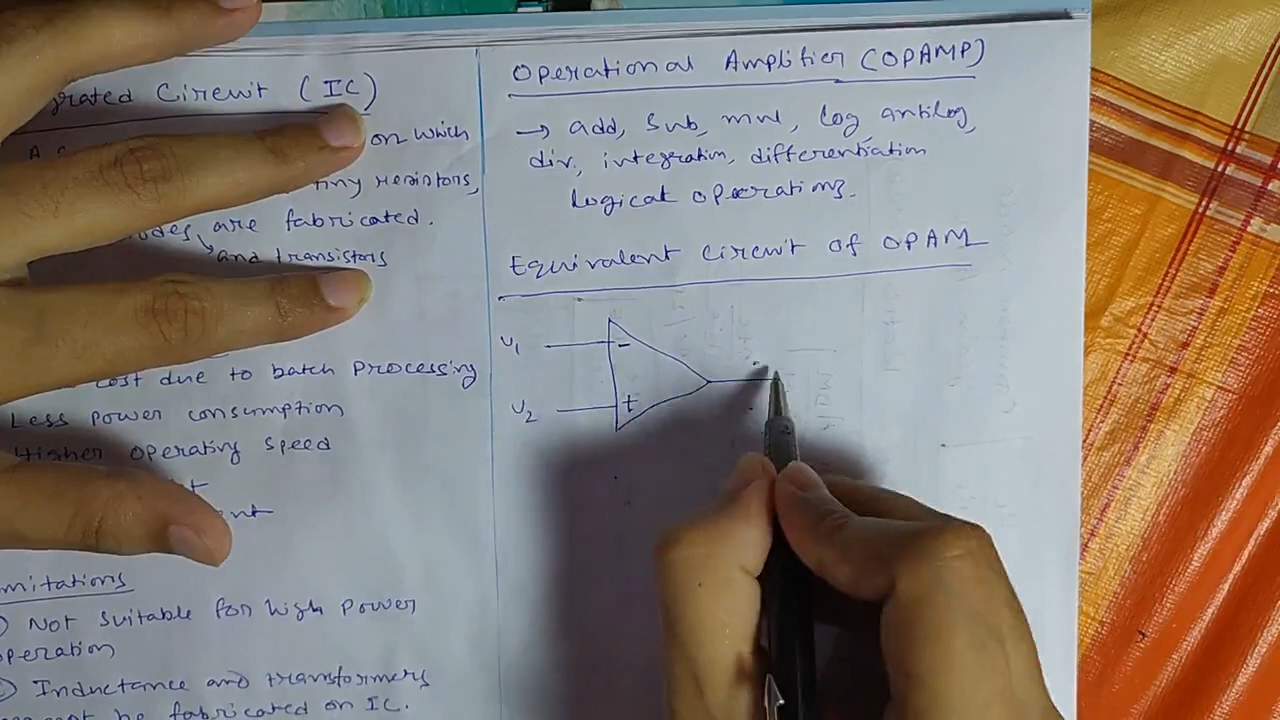 grated Circuit (IC)
on which
tiny resistors,
odes are fabricated.
and transistors
cost due to batch processing
Less power consumption
Higher operating speed
mitations
Not suitable for high power
operation
Inductance and transformers
be fabricated on IC.
Operational Amplifier (OPAMP)
→ add, sub, mul, log, antilog,
div, integration, differentiation
logical operations.
Equivalent circuit of OPAM
V1
-
V2
+